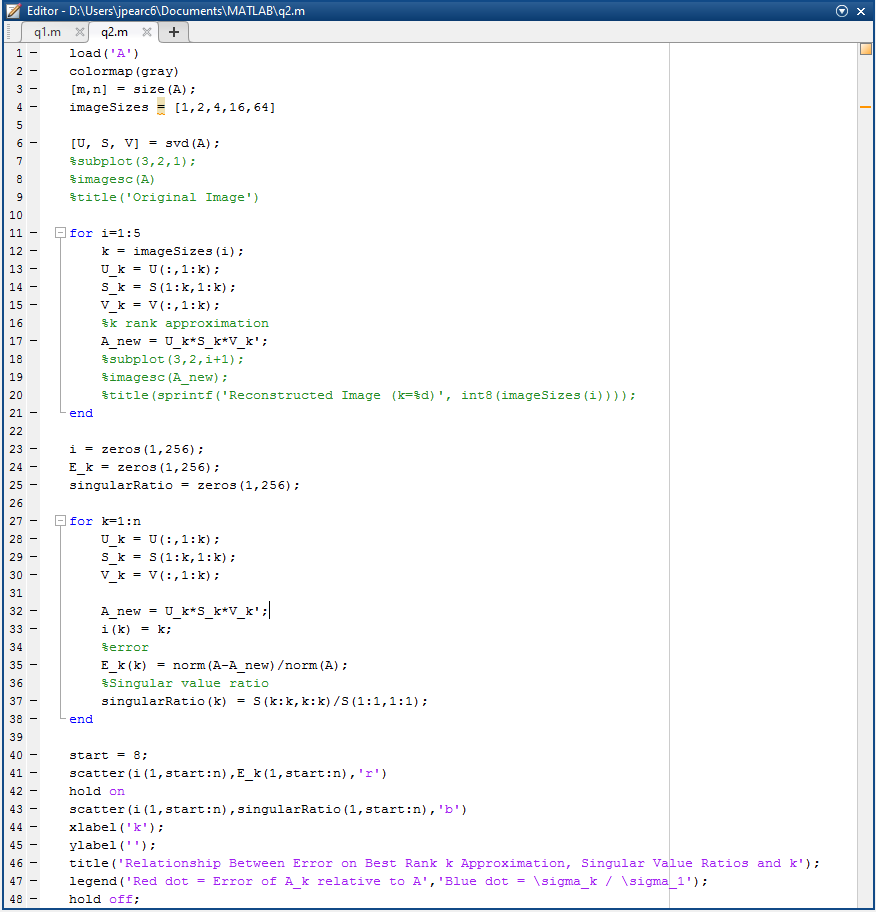 Editor - D:\Users\jpearc6\Documents\MATLAB\q2.m
q1.m q2.m +
1 load('A')
2 colormap(gray)
3 [m,n] = size(A);
4 imageSizes = [1,2,4,16,64]
5
6 [U, S, V] = svd(A);
7 %subplot(3,2,1);
8 %imagesc(A)
9 %title('Original Image')
10
11 for i=1:5
12 k = imageSizes(i);
13 U_k = U(:,1:k);
14 S_k = S(1:k,1:k);
15 V_k = V(:,1:k);
16 %k rank approximation
17 A_new = U_k*S_k*V_k';
18 %subplot(3,2,i+1);
19 %imagesc(A_new);
20 %title(sprintf('Reconstructed Image (k=%d)', int8(imageSizes(i))));
21 end
22
23 i = zeros(1,256);
24 E_k = zeros(1,256);
25 singularRatio = zeros(1,256);
26
27 for k=1:n
28 U_k = U(:,1:k);
29 S_k = S(1:k,1:k);
30 V_k = V(:,1:k);
31
32 A_new = U_k*S_k*V_k';
33 i(k) = k;
34 %error
35 E_k(k) = norm(A-A_new)/norm(A);
36 %Singular value ratio
37 singularRatio(k) = S(k:k,k:k)/S(1:1,1:1);
38 end
39
40 start = 8;
41 scatter(i(1,start:n),E_k(1,start:n),'r')
42 hold on
43 scatter(i(1,start:n),singularRatio(1,start:n),'b')
44 xlabel('k');
45 ylabel('');
46 title('Relationship Between Error on Best Rank k Approximation, Singular Value Ratios and k');
47 legend('Red dot = Error of A_k relative to A','Blue dot = \sigma_k / \sigma_1');
48 hold off;